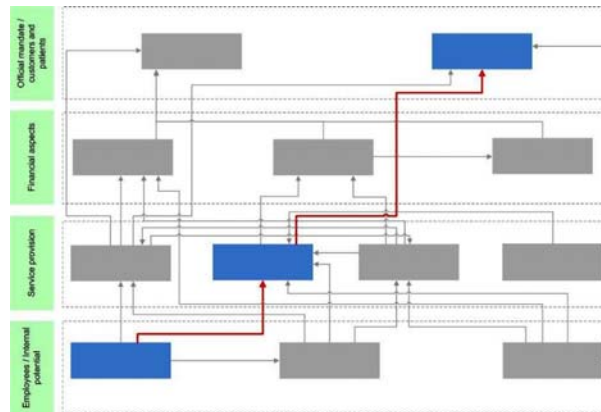 Official mandate /
customers and
patients
Financial aspects
Service provision
Employees / Internal
potential